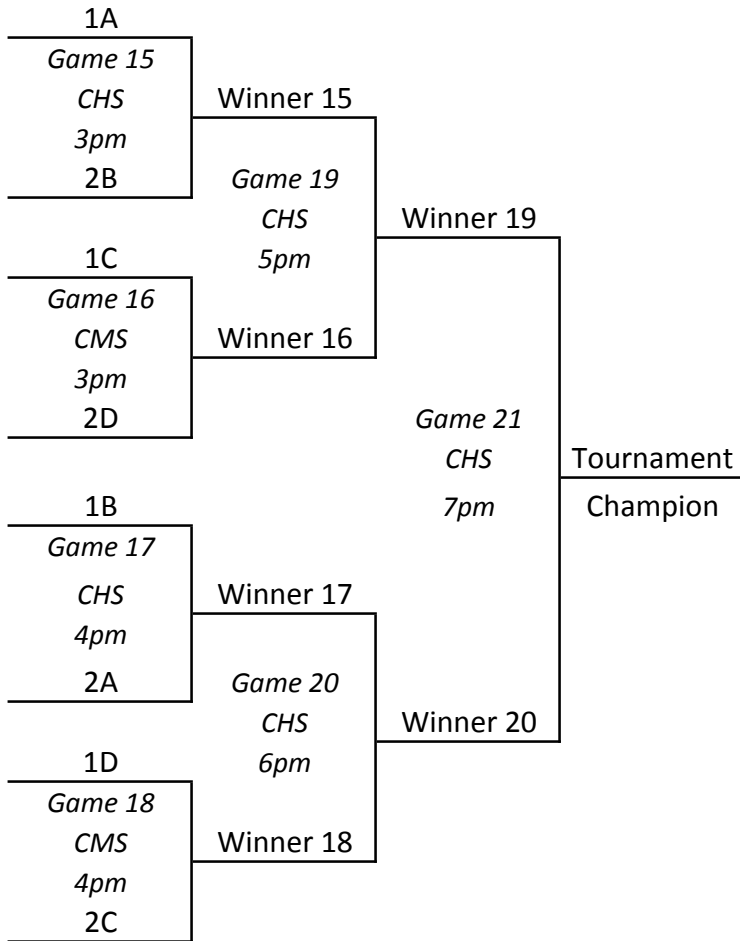 1A
Game 15
CHS
3pm
2B
1C
Game 16
CMS
3pm
2D
1B
Game 17
CHS
4pm
2A
1D
Game 18
CMS
4pm
2C
Winner 15
Game 19
CHS
5pm
Winner 16
Winner 17
Game 20
CHS
6pm
Winner 18
Winner 19
Game 21
CHS
7pm
Winner 20
Tournament
Champion